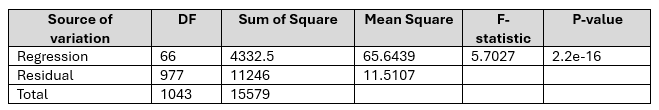 Source of variation DF Sum of Square Mean Square F-statistic P-value
Regression 66 4332.5 65.6439 5.7027 2.2e-16
Residual 977 11246 11.5107
Total 1043 15579